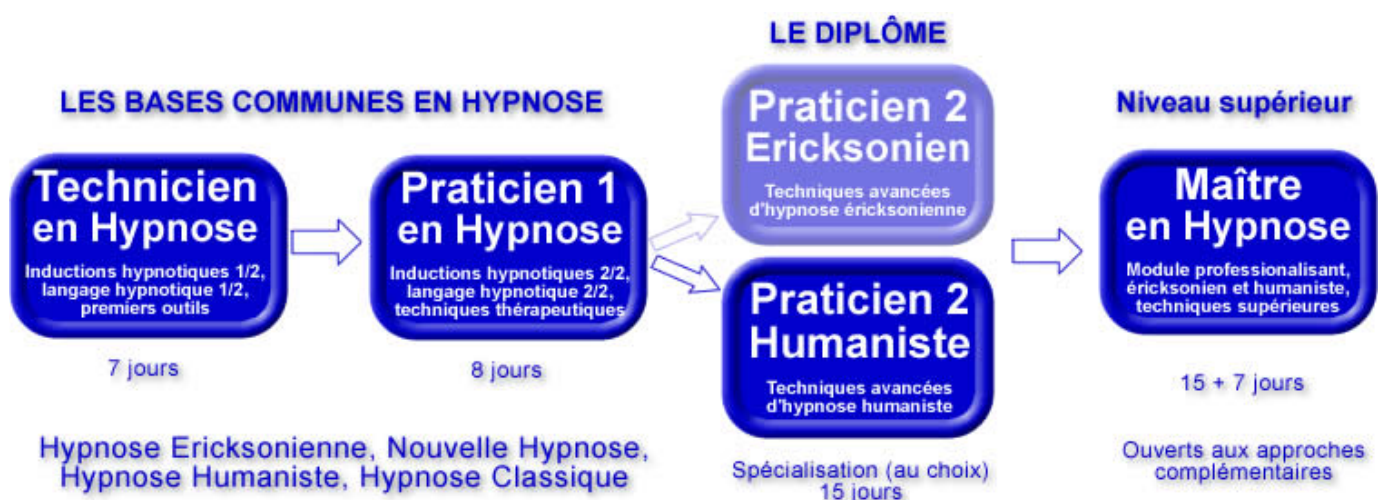 LES BASES COMMUNES EN HYPNOSE
Technicien
en Hypnose
Inductions hypnotiques 1/2,
langage hypnotique 1/2,
premiers outils
7 jours
Praticien 1
en Hypnose
Inductions hypnotiques 2/2,
langage hypnotique 2/2,
techniques thérapeutiques
8 jours
Hypnose Ericksonienne, Nouvelle Hypnose,
Hypnose Humaniste, Hypnose Classique
LE DIPLÔME
Praticien 2
Ericksonien
Techniques avancées
d'hypnose éricksonienne
Praticien 2
Humaniste
Techniques avancées
d'hypnose humaniste
Spécialisation (au choix)
15 jours
Niveau supérieur
Maître
en Hypnose
Module professionalisant,
éricksonien et humaniste,
techniques supérieures
15 + 7 jours
Ouverts aux approches
complémentaires